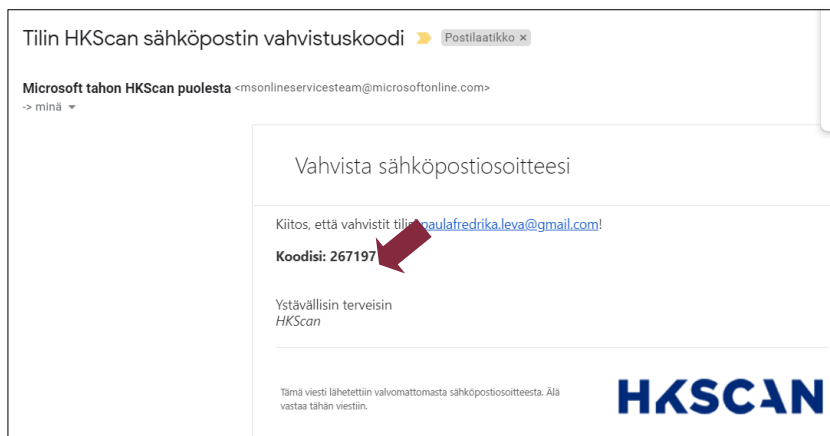 Tilin HKScan sähköpostin vahvistuskoodi Postilaatikko ×
Microsoft tahon HKScan puolesta <msonlineservicesteam@microsoftonline.com>
-> minä
Vahvista sähköpostiosoitteesi
Kiitos, että vahvistit paulafredrika.leva@gmail.com!
Koodisi: 267197
Ystävällisin terveisin
HKScan
Tämä viesti lähetettiin valvomattomasta sähköpostiosoitteesta. Älä
vastaa tähän viestiin.
HKSCAN